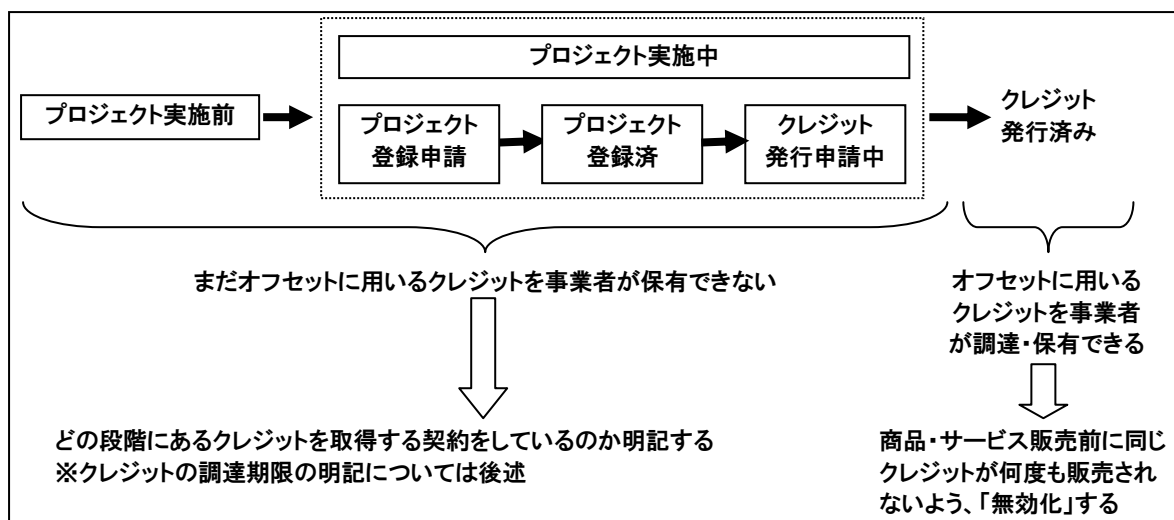 プロジェクト実施中
プロジェクト実施前
プロジェクト
登録申請
プロジェクト
登録済
クレジット
発行申請中
クレジット
発行済み
まだオフセットに用いるクレジットを事業者が保有できない
オフセットに用いる
クレジットを事業者
が調達・保有できる
どの段階にあるクレジットを取得する契約をしているのか明記する
※クレジットの調達期限の明記については後述
商品・サービス販売前に同じ
クレジットが何度も販売され
ないよう、「無効化」する